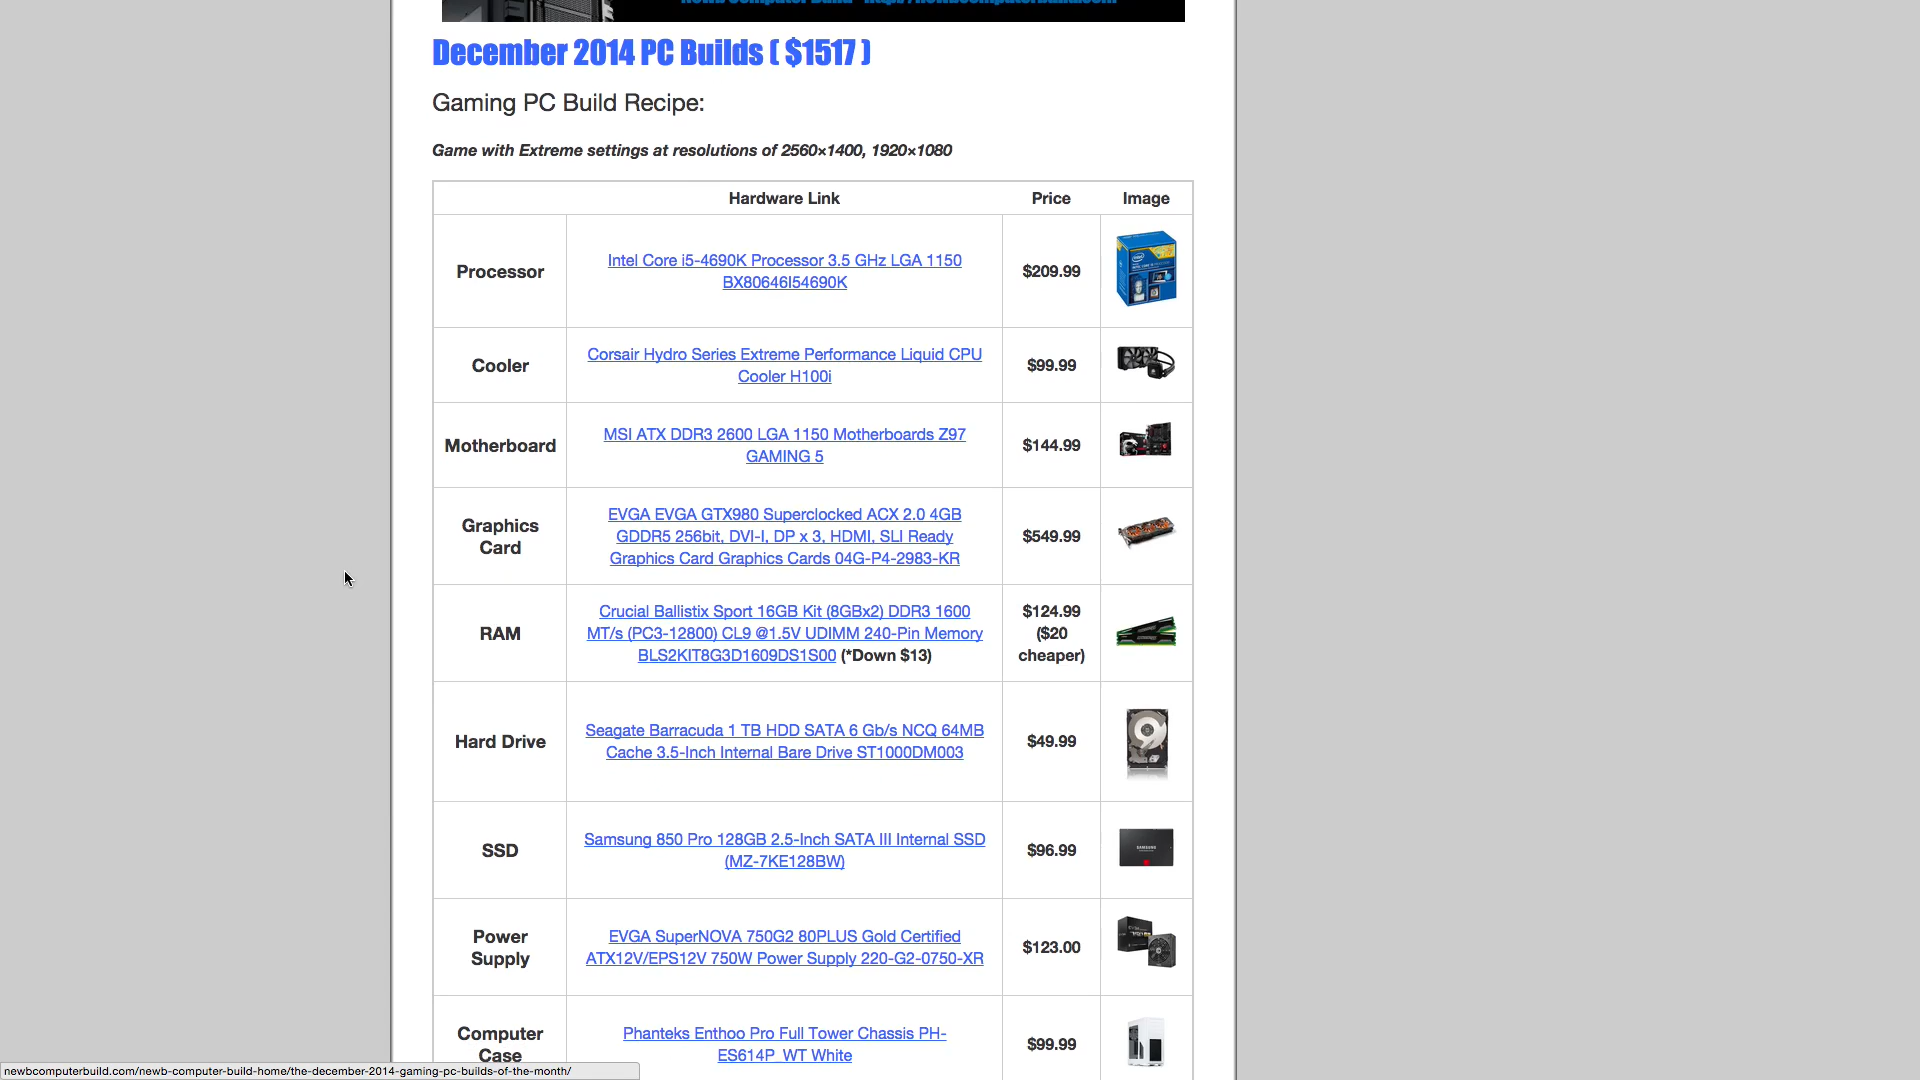 December 2014 PC Builds ( $1517 )
Gaming PC Build Recipe:
Game with Extreme settings at resolutions of 2560×1400, 1920×1080
Hardware Link
Price
Image
Processor
Intel Core i5-4690K Processor 3.5 GHz LGA 1150
BX80646I54690K
$209.99
Cooler
Corsair Hydro Series Extreme Performance Liquid CPU
Cooler H100i
$99.99
Motherboard
MSI ATX DDR3 2600 LGA 1150 Motherboards Z97
GAMING 5
$144.99
Graphics
Card
EVGA EVGA GTX980 Superclocked ACX 2.0 4GB
GDDR5 256bit, DVI-I, DP x 3, HDMI, SLI Ready
Graphics Card Graphics Cards 04G-P4-2983-KR
$549.99
RAM
Crucial Ballistix Sport 16GB Kit (8GBx2) DDR3 1600
MT/s (PC3-12800) CL9 @1.5V UDIMM 240-Pin Memory
BLS2KIT8G3D1609DS1S00 (*Down $13)
$124.99
($20
cheaper)
Hard Drive
Seagate Barracuda 1 TB HDD SATA 6 Gb/s NCQ 64MB
Cache 3.5-Inch Internal Bare Drive ST1000DM003
$49.99
SSD
Samsung 850 Pro 128GB 2.5-Inch SATA III Internal SSD
(MZ-7KE128BW)
$96.99
Power
Supply
EVGA SuperNOVA 750G2 80PLUS Gold Certified
ATX12V/EPS12V 750W Power Supply 220-G2-0750-XR
$123.00
Computer
Case
Phanteks Enthoo Pro Full Tower Chassis PH-
ES614P_WT White
$99.99
newbcomputerbuild.com/newb-computer-build-home/the-december-2014-gaming-pc-builds-of-the-month/